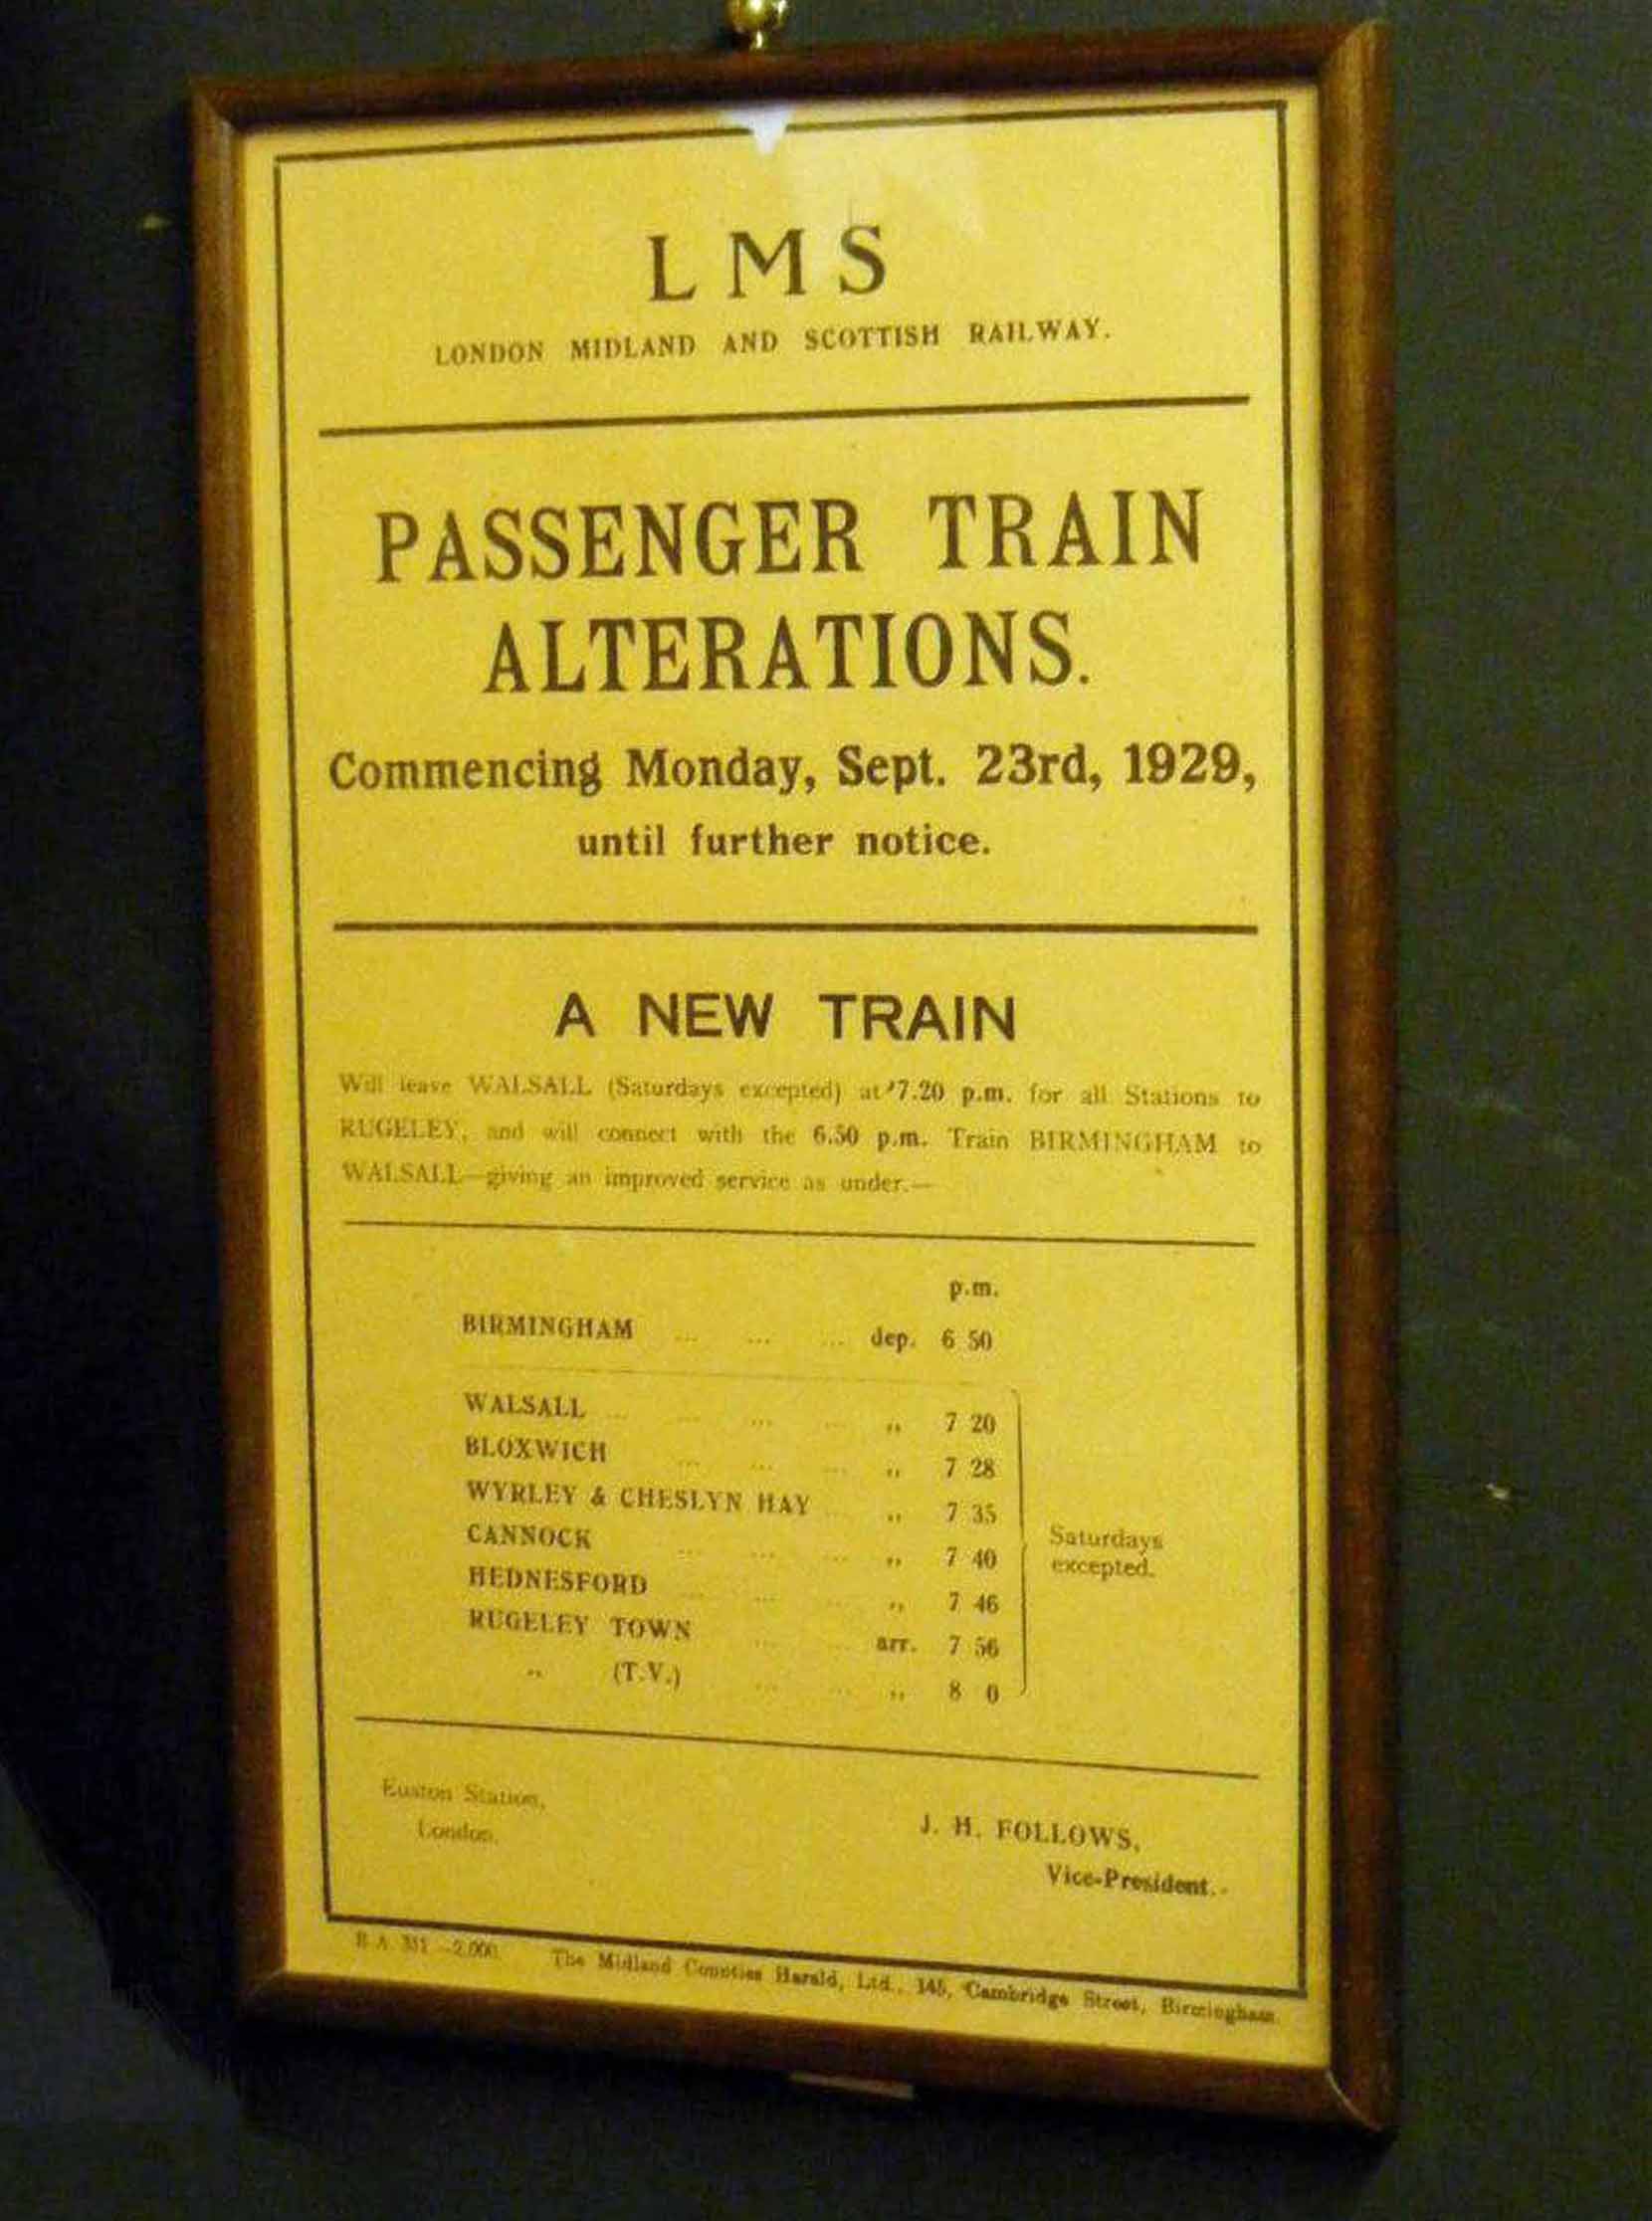 L M S
LONDON MIDLAND AND SCOTTISH RAILWAY.
PASSENGER TRAIN
ALTERATIONS.
Commencing Monday, Sept. 23rd, 1929,
until further notice.
A NEW TRAIN
Will leave WALSALL (Saturdays excepted) at 7.20 p.m. for all Stations to
RUGELEY, and will connect with the 6.50 p.m. Train BIRMINGHAM to
WALSALL—giving an improved service as under.—
p.m.
BIRMINGHAM ... ... ... dep. 6 50
WALSALL ... ... ... ... „ 7 20
BLOXWICH ... ... ... „ 7 28
WYRLEY & CHESLYN HAY ... „ 7 35
CANNOCK ... ... ... „ 7 40
Saturdays
excepted.
HEDNESFORD ... ... ... „ 7 46
RUGELEY TOWN ... ... arr. 7 56
„ (T.V.) ... ... „ 8 0
Euston Station,
London.
J. H. FOLLOWS,
Vice-President.
2,000. The Midland Counties Herald, Ltd., 145, Cambridge Street, Birmingham